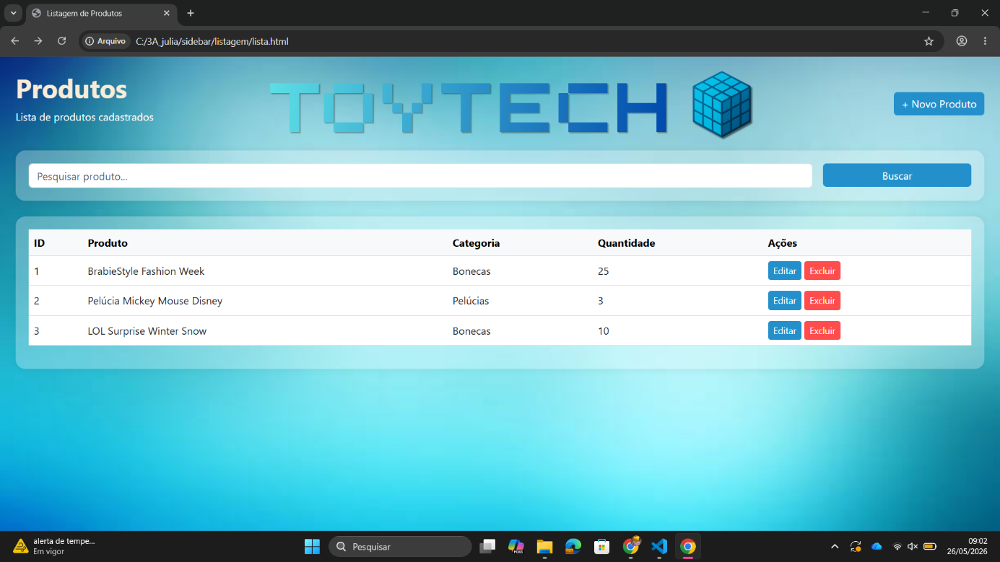 Listagem de Produtos
Arquivo C:/3A_julia/sidebar/listagem/lista.html
Produtos
Lista de produtos cadastrados
TOYTECH
+ Novo Produto
Pesquisar produto...
Buscar
ID Produto Categoria Quantidade Ações
1 BrabieStyle Fashion Week Bonecas 25 Editar Excluir
2 Pelúcia Mickey Mouse Disney Pelúcias 3 Editar Excluir
3 LOL Surprise Winter Snow Bonecas 10 Editar Excluir
alerta de tempe...
Em vigor
Pesquisar
M365
09:02
26/05/2026